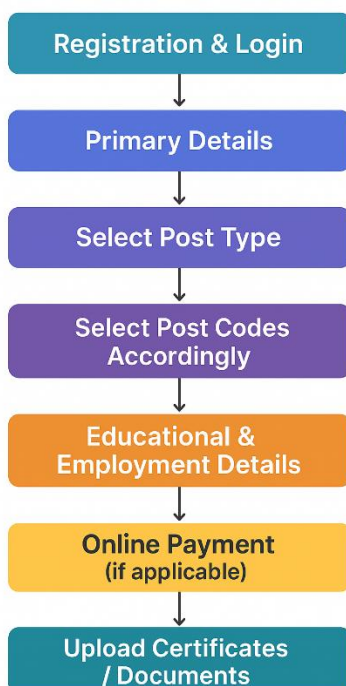 Registration & Login
Primary Details
Select Post Type
Select Post Codes
Accordingly
Educational &
Employment Details
Online Payment
(if applicable)
Upload Certificates
/ Documents